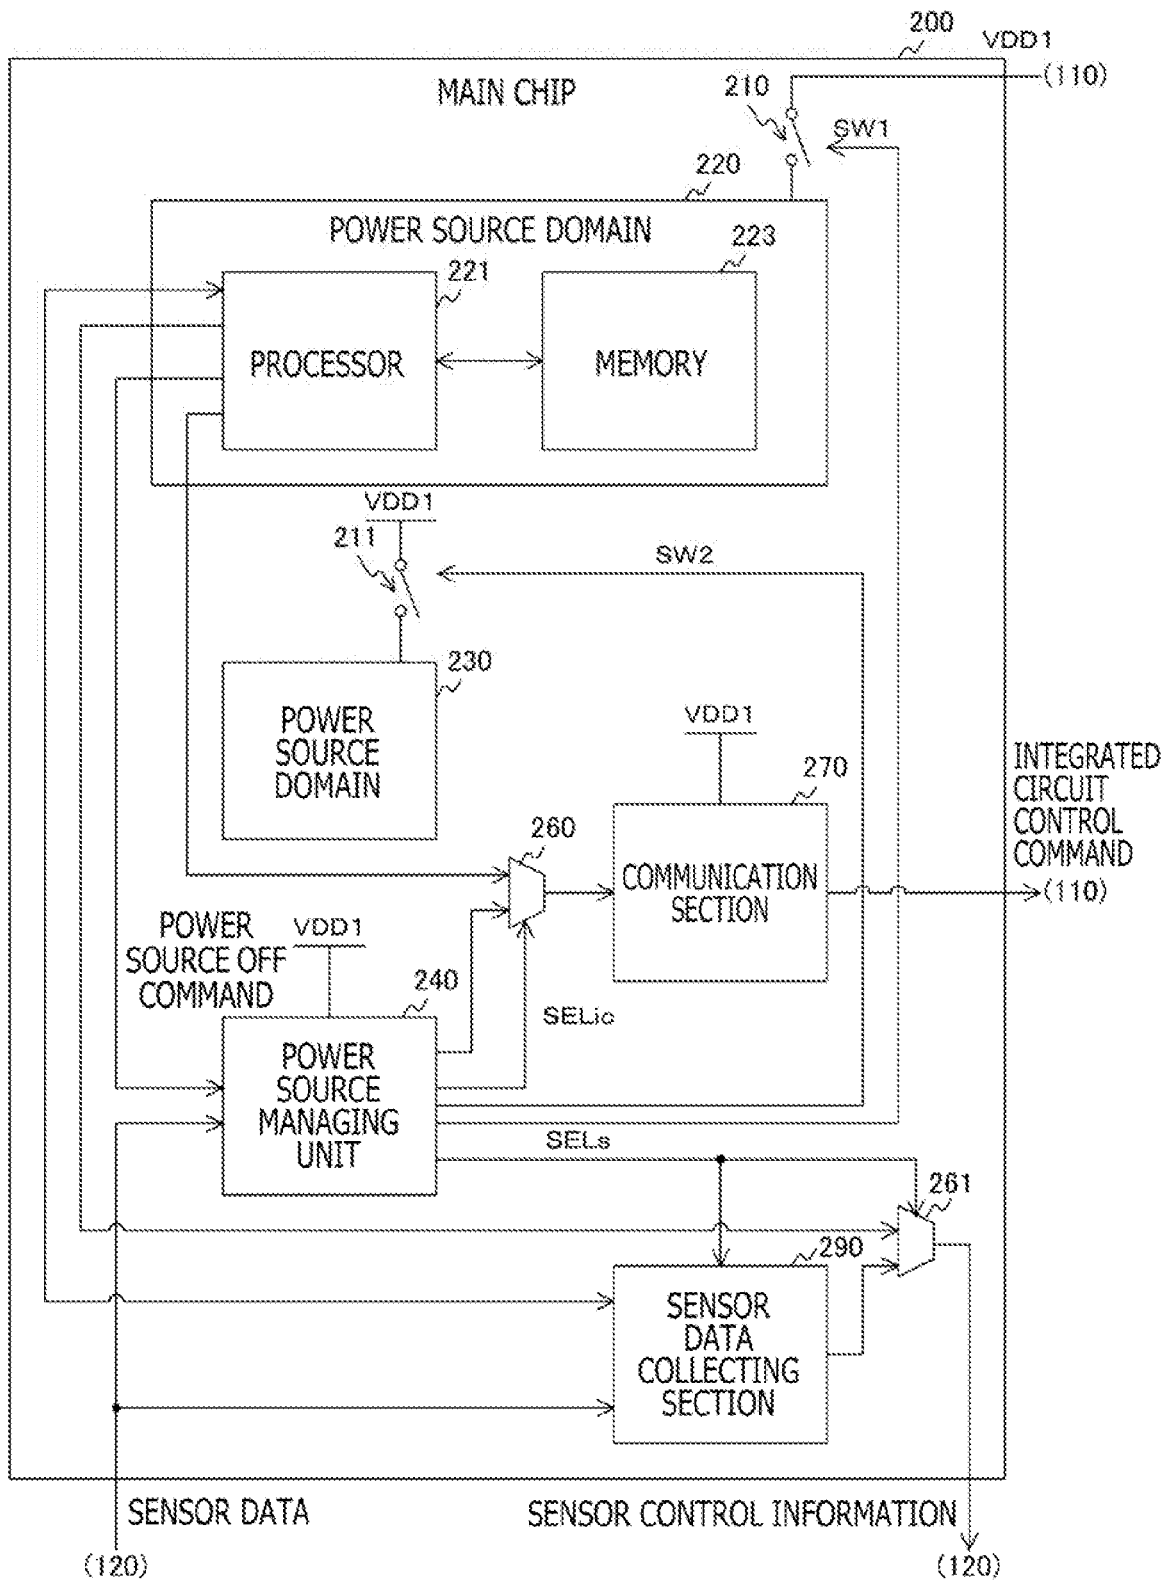 200
VDD1
(110)
MAIN CHIP
210
SW1
220
POWER SOURCE DOMAIN
221
223
PROCESSOR
MEMORY
VDD1
211
SW2
230
POWER
SOURCE
DOMAIN
VDD1
270
INTEGRATED
CIRCUIT
CONTROL
COMMAND
(110)
260
COMMUNICATION
SECTION
POWER
SOURCE OFF
COMMAND
VDD1
240
SELic
POWER
SOURCE
MANAGING
UNIT
SELs
261
290
SENSOR
DATA
COLLECTING
SECTION
SENSOR DATA
(120)
SENSOR CONTROL INFORMATION
(120)